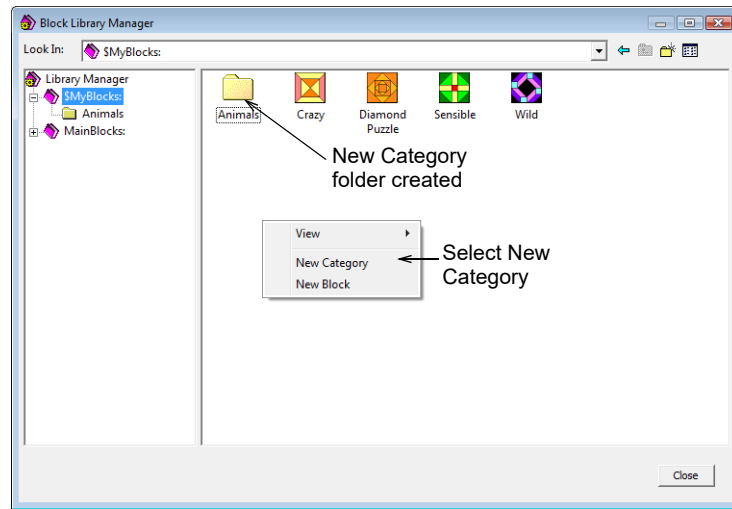 Block Library Manager
Look In: $MyBlocks:
Library Manager
$MyBlocks:
Animals
MainBlocks:
Animals
Crazy
Diamond
Puzzle
Sensible
Wild
New Category
folder created
View
New Category
New Block
Select New
Category
Close